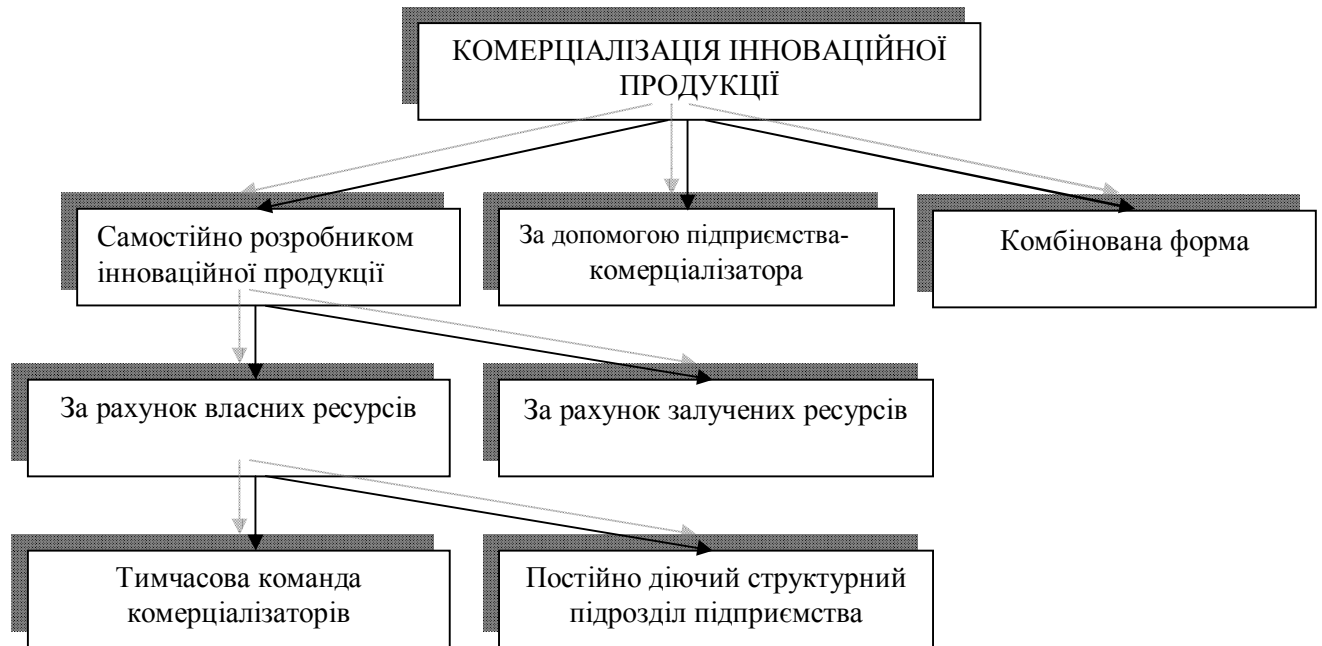 КОМЕРЦІАЛІЗАЦІЯ ІННОВАЦІЙНОЇ
ПРОДУКЦІЇ
Самостійно розробником
інноваційної продукції
За допомогою підприємства-
комерціалізатора
Комбінована форма
За рахунок власних ресурсів
За рахунок залучених ресурсів
Тимчасова команда
комерціалізаторів
Постійно діючий структурний
підрозділ підприємства